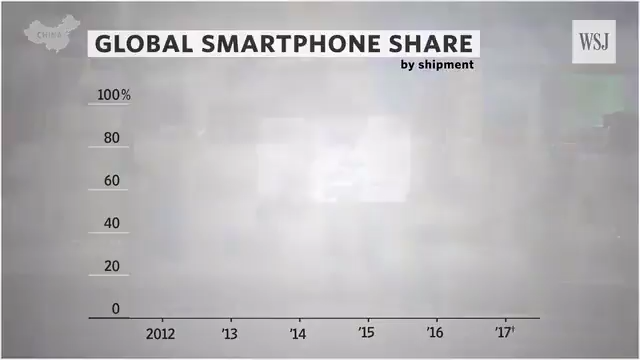 CHINA
WSJ
GLOBAL SMARTPHONE SHARE
by shipment
100%
80
60
40
20
0
2012 '13 '14 '15 '16 '17†